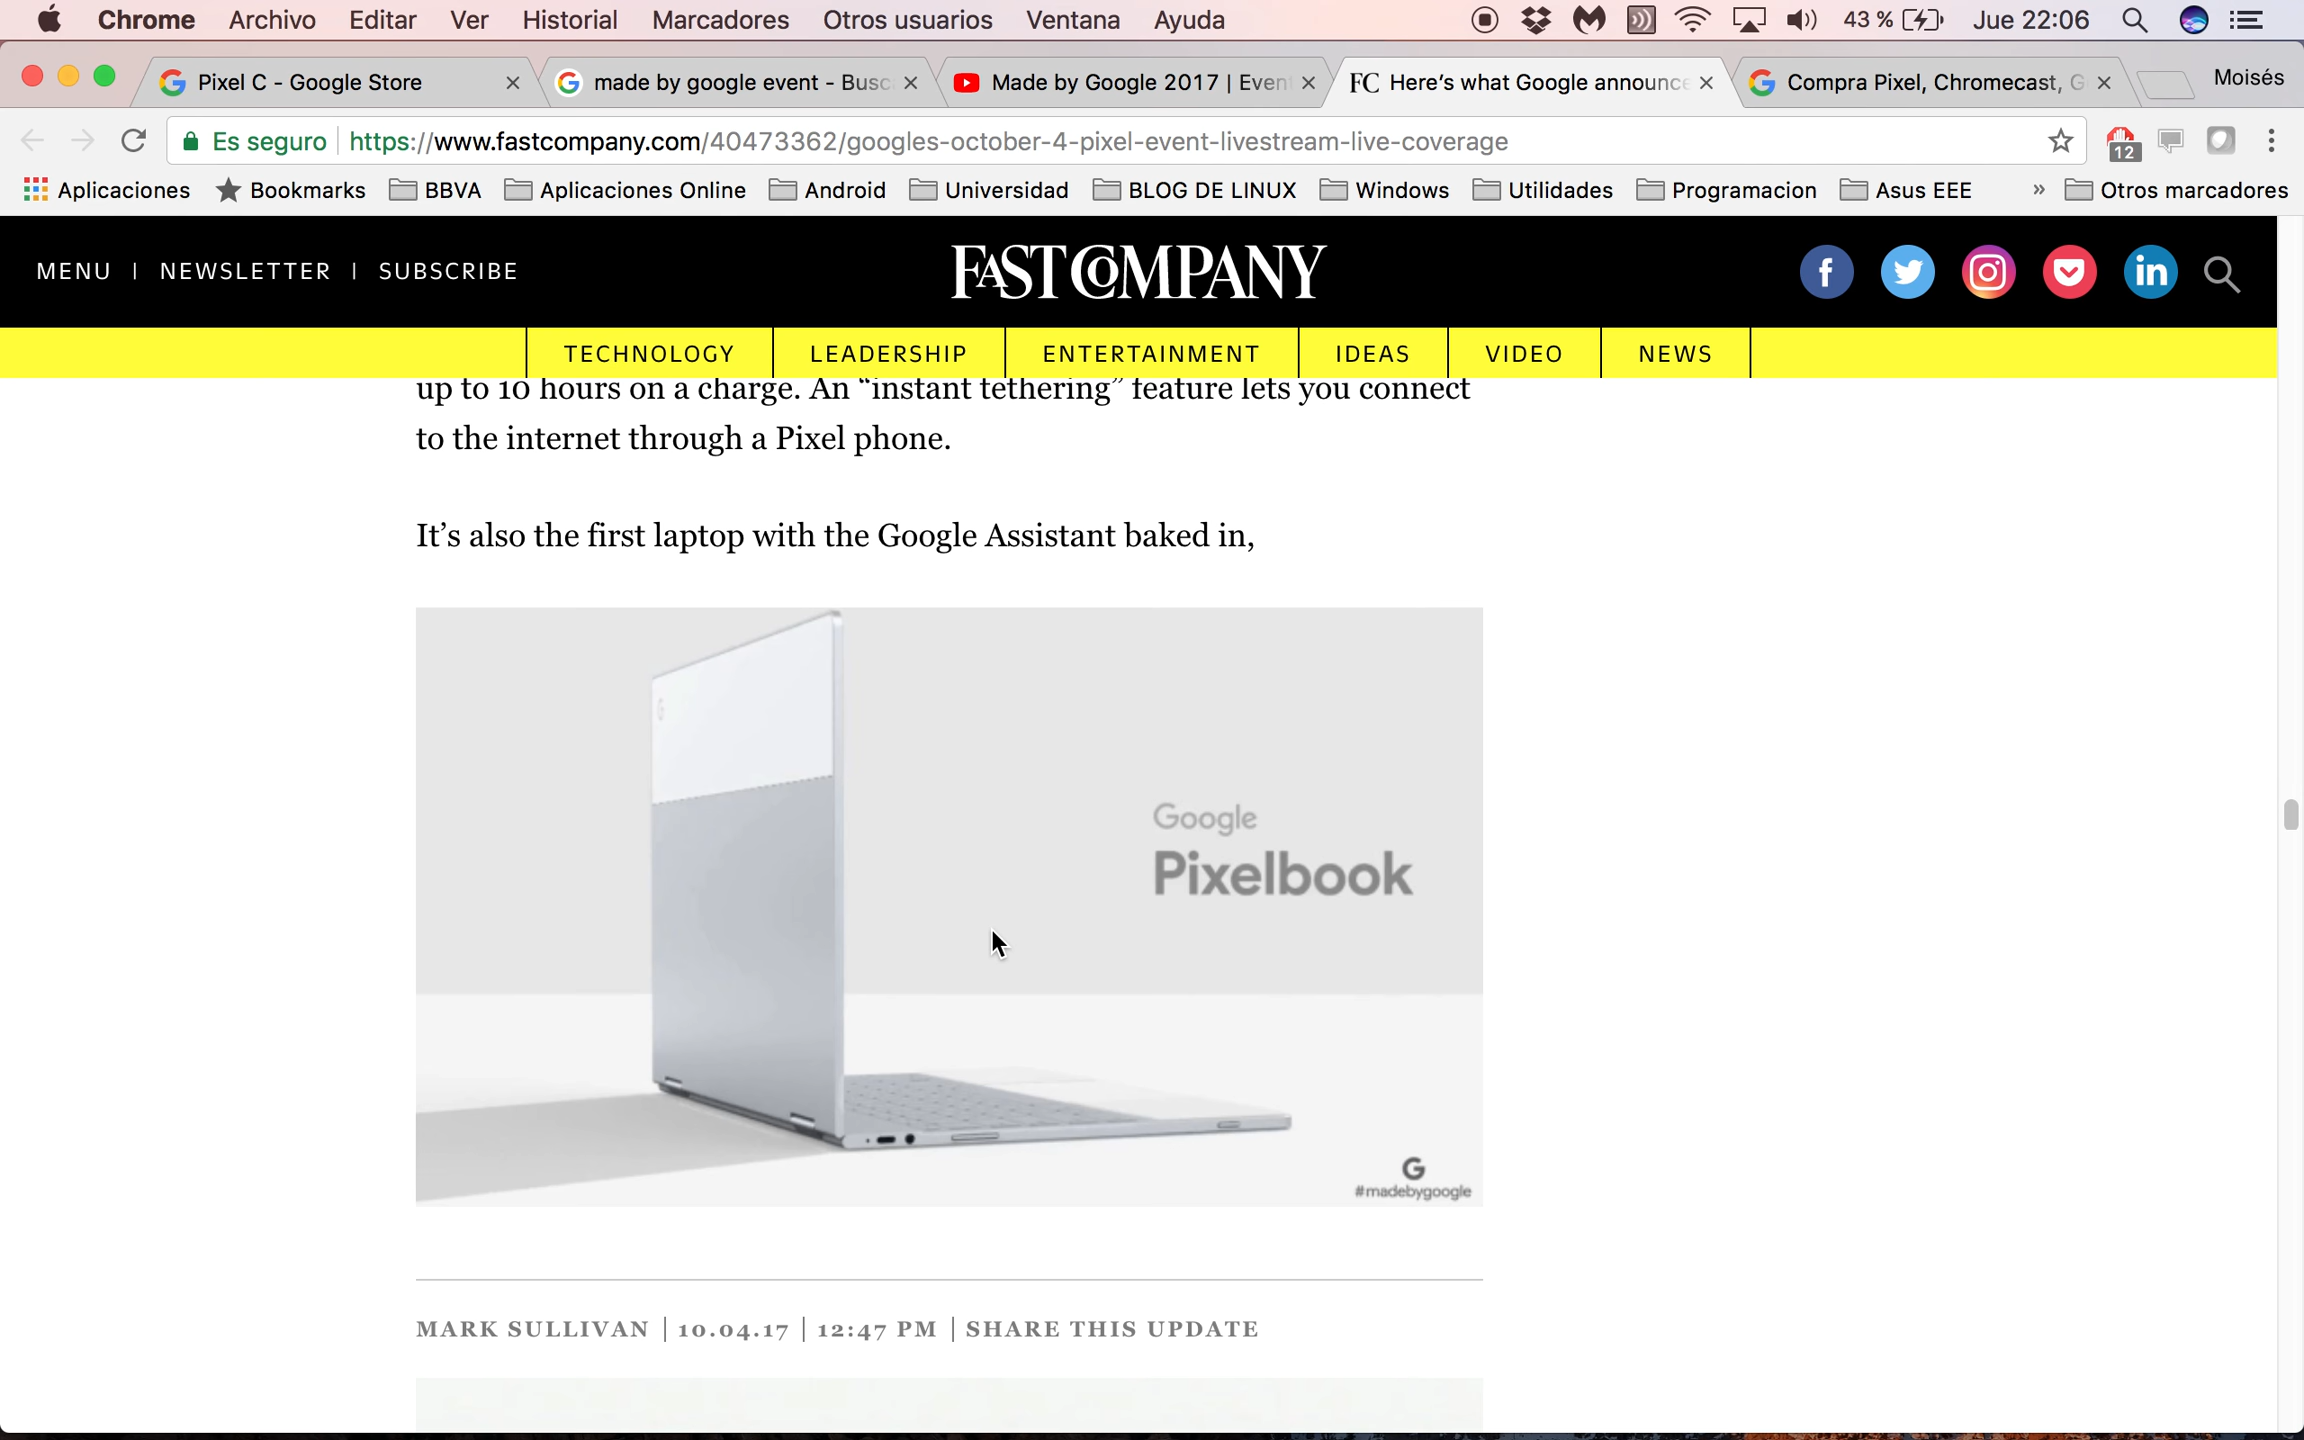 Chrome Archivo Editar Ver Historial Marcadores Otros usuarios Ventana Ayuda 43 % Jue 22:06
Pixel C - Google Store made by google event - Busc Made by Google 2017 | Even FC Here’s what Google announce Compra Pixel, Chromecast, G Moisés
Es seguro https://www.fastcompany.com/40473362/googles-october-4-pixel-event-livestream-live-coverage 12
Aplicaciones Bookmarks BBVA Aplicaciones Online Android Universidad BLOG DE LINUX Windows Utilidades Programacion Asus EEE » Otros marcadores
MENU | NEWSLETTER | SUBSCRIBE FAST COMPANY
TECHNOLOGY LEADERSHIP ENTERTAINMENT IDEAS VIDEO NEWS
up to 10 hours on a charge. An “instant tethering” feature lets you connect
to the internet through a Pixel phone.
It’s also the first laptop with the Google Assistant baked in,
Google
Pixelbook
G
#madebygoogle
MARK SULLIVAN | 10.04.17 | 12:47 PM | SHARE THIS UPDATE